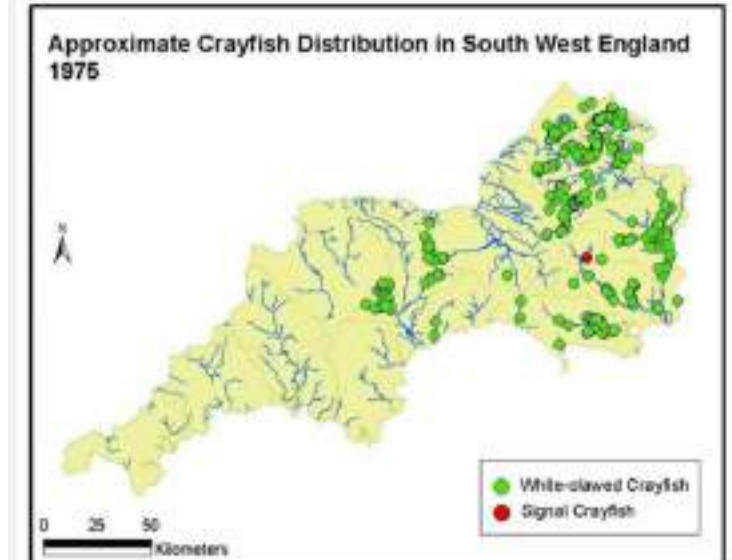 Approximate Crayfish Distribution in South West England
1975
N
White-clawed Crayfish
Signal Crayfish
0 25 50
Kilometers